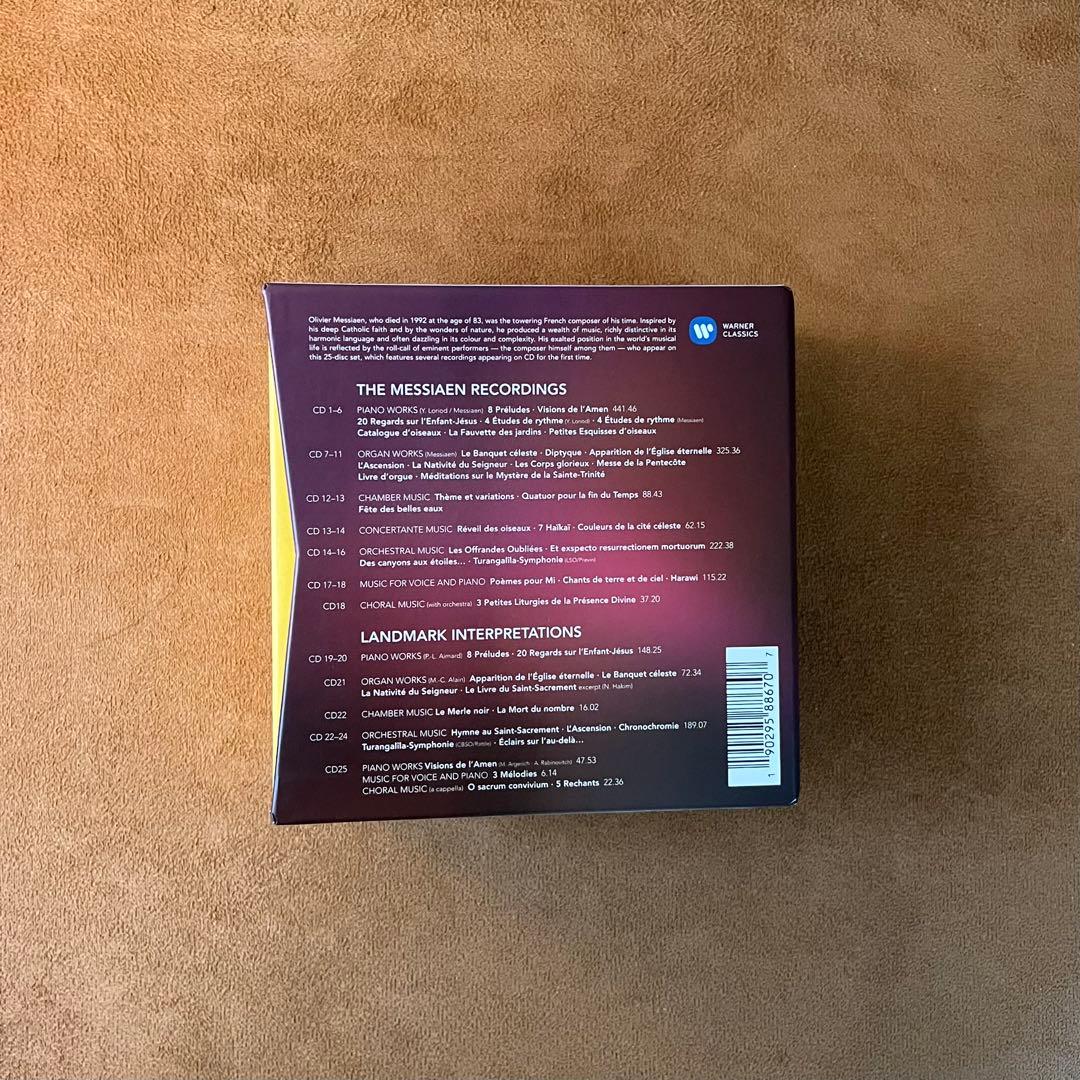 Olivier Messiaen, who died in 1992 at the age of 83, was the towering French composer of his time. Inspired by
his deep Catholic faith and by the wonders of nature, he produced a wealth of music, richly distinctive in its
harmonic language and often dazzling in its colour and complexity. His exalted position in the world's musical
life is reflected by the roll-call of eminent performers — the composer himself among them — who appear on
this 25-disc set, which features several recordings appearing on CD for the first time.
WARNER
CLASSICS
THE MESSIAEN RECORDINGS
CD 1–6 PIANO WORKS (Y. Loriod / Messiaen) 8 Préludes · Visions de l'Amen 441.46
20 Regards sur l'Enfant-Jésus · 4 Études de rythme (Y. Loriod) · 4 Études de rythme (Messiaen)
Catalogue d'oiseaux · La Fauvette des jardins · Petites Esquisses d'oiseaux
CD 7–11 ORGAN WORKS (Messiaen) Le Banquet céleste · Diptyque · Apparition de l'Église éternelle 325.36
L'Ascension · La Nativité du Seigneur · Les Corps glorieux · Messe de la Pentecôte
Livre d'orgue · Méditations sur le Mystère de la Sainte-Trinité
CD 12–13 CHAMBER MUSIC Thème et variations · Quatuor pour la fin du Temps 88.43
Fête des belles eaux
CD 13–14 CONCERTANTE MUSIC Réveil des oiseaux · 7 Haïkaï · Couleurs de la cité céleste 62.15
CD 14–16 ORCHESTRAL MUSIC Les Offrandes Oubliées · Et exspecto resurrectionem mortuorum 222.38
Des canyons aux étoiles... · Turangalîla-Symphonie (LSO/Previn)
CD 17–18 MUSIC FOR VOICE AND PIANO Poèmes pour Mi · Chants de terre et de ciel · Harawi 115.22
CD18 CHORAL MUSIC (with orchestra) 3 Petites Liturgies de la Présence Divine 37.20
LANDMARK INTERPRETATIONS
CD 19–20 PIANO WORKS (P.-L. Aimard) 8 Préludes · 20 Regards sur l'Enfant-Jésus 148.25
CD21 ORGAN WORKS (M.-C. Alain) Apparition de l'Église éternelle · Le Banquet céleste 72.34
La Nativité du Seigneur · Le Livre du Saint-Sacrement excerpt (N. Hakim)
CD22 CHAMBER MUSIC Le Merle noir · La Mort du nombre 16.02
CD 22–24 ORCHESTRAL MUSIC Hymne au Saint-Sacrement · L'Ascension · Chronochromie 189.07
Turangalîla-Symphonie (CBSO/Rattle) · Éclairs sur l'au-delà...
CD25 PIANO WORKS Visions de l'Amen (M. Argerich · A. Rabinovitch) 47.53
MUSIC FOR VOICE AND PIANO 3 Mélodies 6.14
CHORAL MUSIC (a cappella) O sacrum convivium · 5 Rechants 22.36
1 90295 88670 7